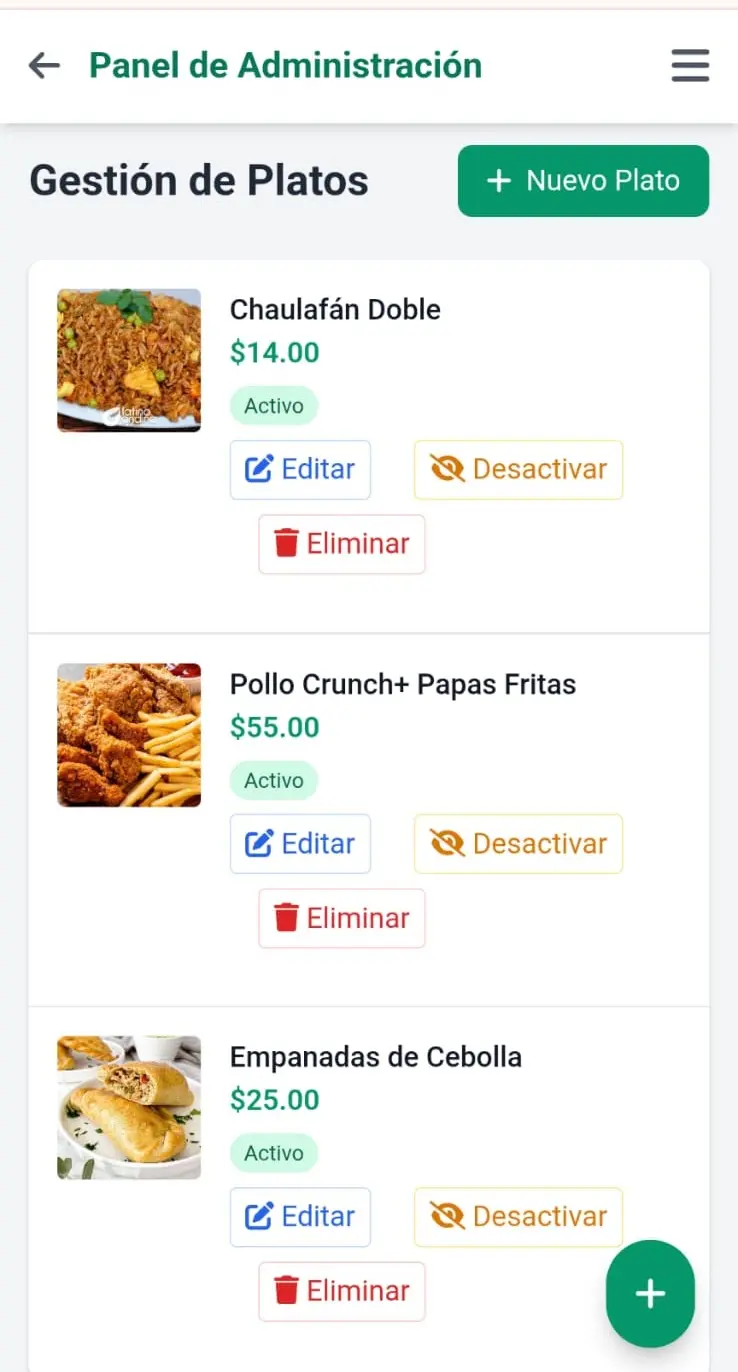 Panel de Administración
Gestión de Platos
+ Nuevo Plato
Chaulafán Doble
$14.00
Activo
Editar Desactivar
Eliminar
Pollo Crunch+ Papas Fritas
$55.00
Activo
Editar Desactivar
Eliminar
Empanadas de Cebolla
$25.00
Activo
Editar Desactivar
Eliminar
+